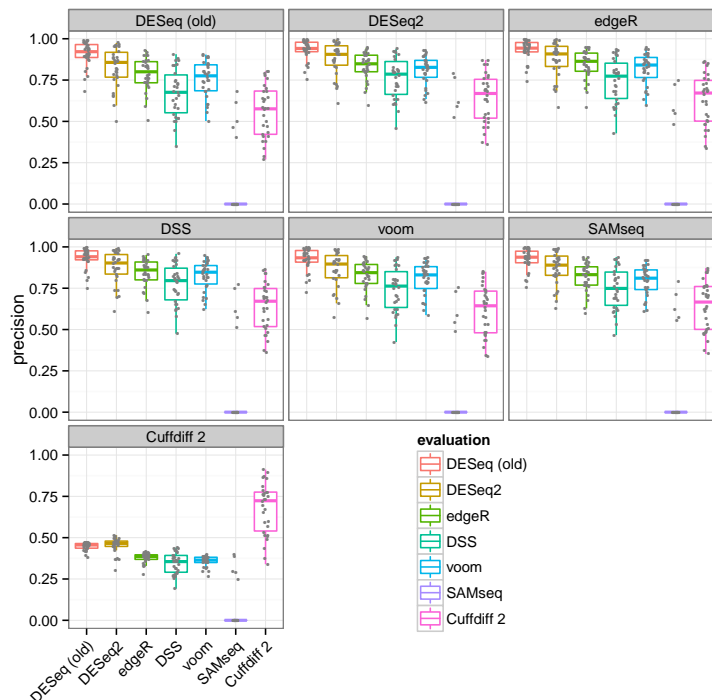 DESeq (old) DESeq2 edgeR
1.00
0.75
0.50
0.25
0.00
DSS voom SAMseq
1.00
0.75
0.50
0.25
0.00
precision
Cuffdiff 2
1.00
0.75
0.50
0.25
0.00
DESeq (old) DESeq2 edgeR DSS voom SAMseq Cuffdiff 2
evaluation
DESeq (old)
DESeq2
edgeR
DSS
voom
SAMseq
Cuffdiff 2